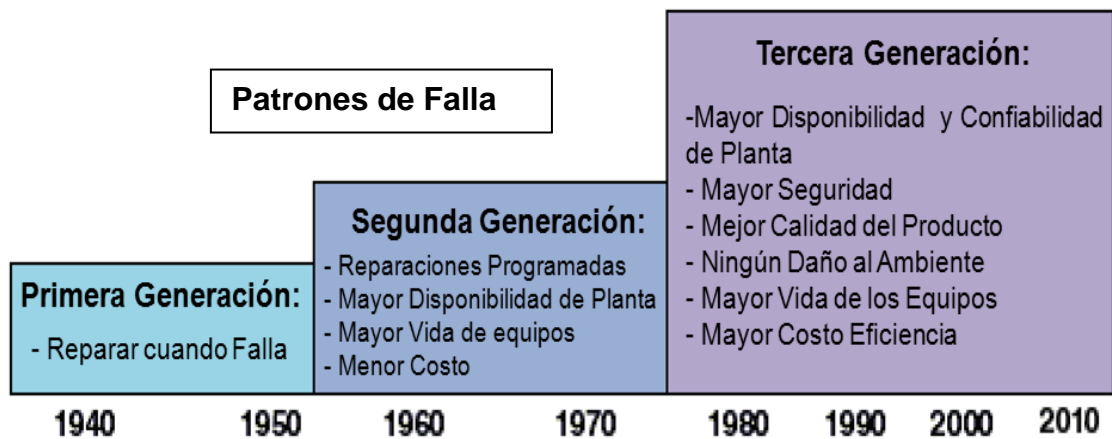 Patrones de Falla
Primera Generación:
- Reparar cuando Falla
Segunda Generación:
- Reparaciones Programadas
- Mayor Disponibilidad de Planta
- Mayor Vida de equipos
- Menor Costo
Tercera Generación:
-Mayor Disponibilidad y Confiabilidad
de Planta
- Mayor Seguridad
- Mejor Calidad del Producto
- Ningún Daño al Ambiente
- Mayor Vida de los Equipos
- Mayor Costo Eficiencia
1940 1950 1960 1970 1980 1990 2000 2010